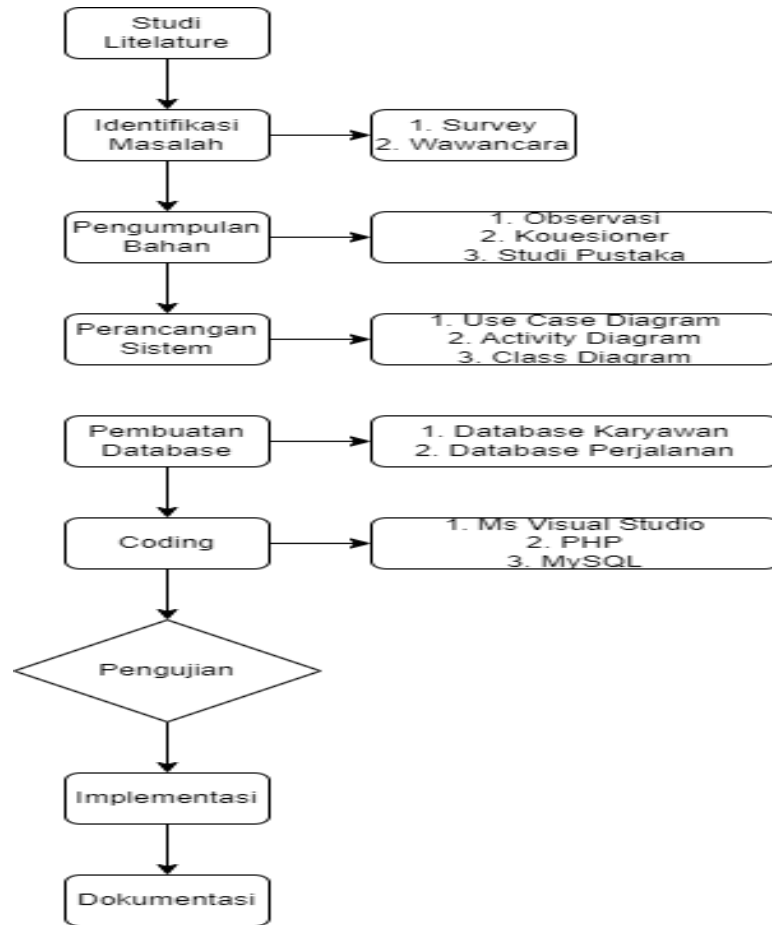 Studi
Litelature
Identifikasi
Masalah
1. Survey
2. Wawancara
Pengumpulan
Bahan
1. Observasi
2. Kouesioner
3. Studi Pustaka
Perancangan
Sistem
1. Use Case Diagram
2. Activity Diagram
3. Class Diagram
Pembuatan
Database
1. Database Karyawan
2. Database Perjalanan
Coding
1. Ms Visual Studio
2. PHP
3. MySQL
Pengujian
Implementasi
Dokumentasi